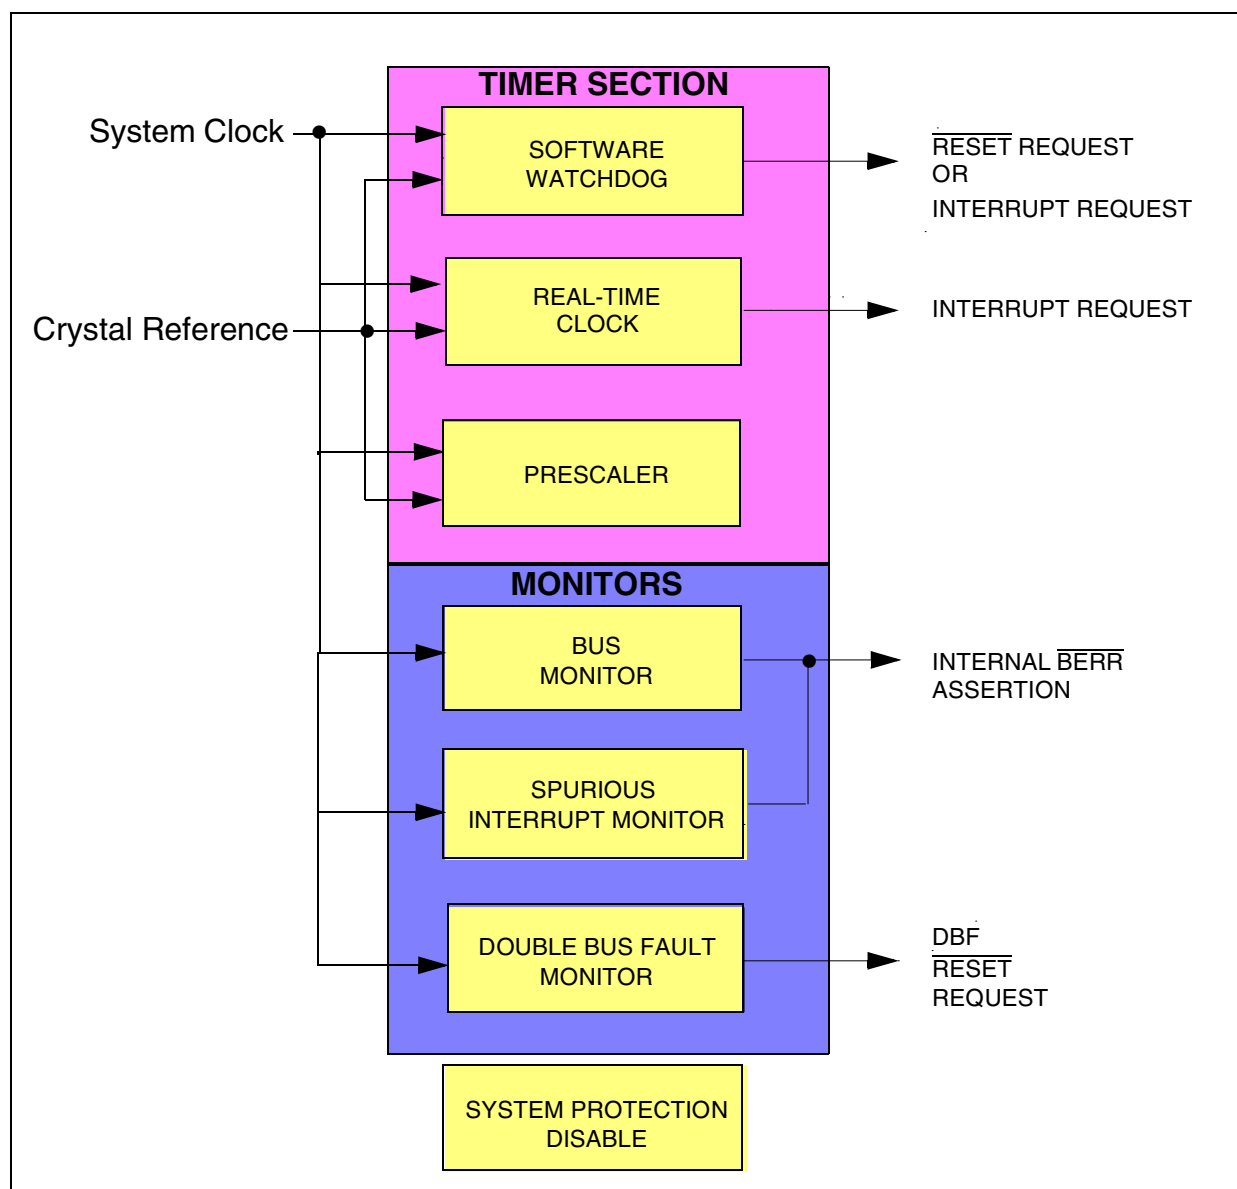 TIMER SECTION
System Clock
SOFTWARE
WATCHDOG
RESET REQUEST
OR
INTERRUPT REQUEST
REAL-TIME
CLOCK
INTERRUPT REQUEST
Crystal Reference
PRESCALER
MONITORS
BUS
MONITOR
INTERNAL BERR
ASSERTION
SPURIOUS
INTERRUPT MONITOR
DOUBLE BUS FAULT
MONITOR
DBF
RESET
REQUEST
SYSTEM PROTECTION
DISABLE